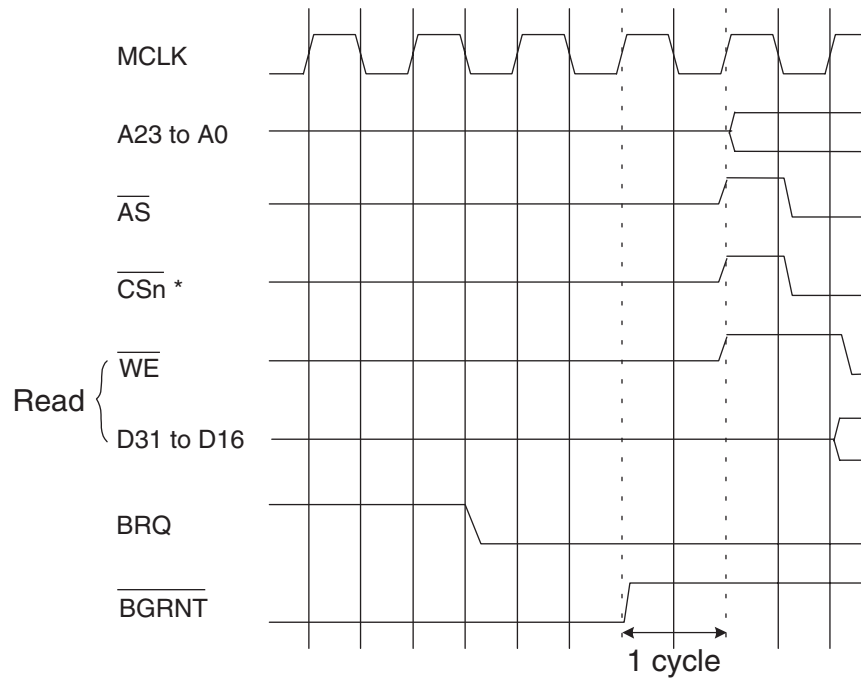 MCLK
A23 to A0
AS
CSn *
WE
Read
D31 to D16
BRQ
BGRNT
1 cycle